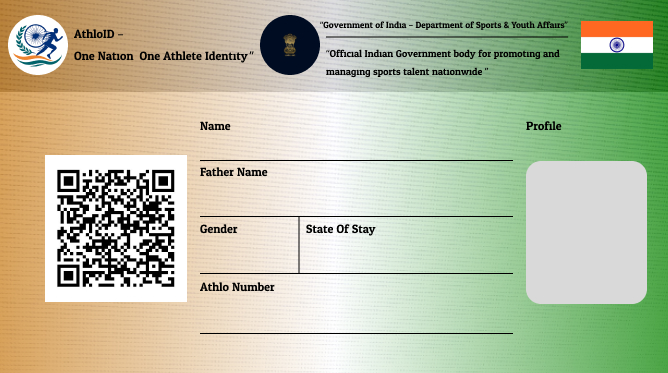 AthloID –
One Nation One Athlete Identity"
"Government of India – Department of Sports & Youth Affairs"
"Official Indian Government body for promoting and
managing sports talent nationwide "
Name
Profile
Father Name
Gender
State Of Stay
Athlo Number